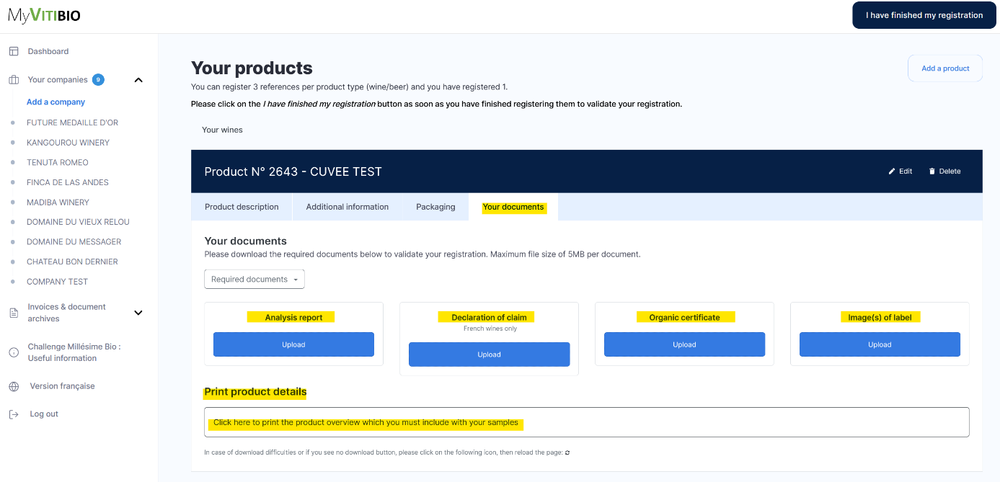 MyVITIBIO
I have finished my registration
Dashboard
Your companies 9
Add a company
FUTURE MEDAILLE D'OR
KANGOUROU WINERY
TENUTA ROMEO
FINCA DE LAS ANDES
MADIBA WINERY
DOMAINE DU VIEUX RELOU
DOMAINE DU MESSAGER
CHATEAU BON DERNIER
COMPANY TEST
Invoices & document
archives
Challenge Millésime Bio :
Useful information
Version française
Log out
Your products
Add a product
You can register 3 references per product type (wine/beer) and you have registered 1.
Please click on the I have finished my registration button as soon as you have finished registering them to validate your registration.
Your wines
Product N° 2643 - CUVEE TEST
Edit
Delete
Product description
Additional information
Packaging
Your documents
Your documents
Please download the required documents below to validate your registration. Maximum file size of 5MB per document.
Required documents
Analysis report
Upload
Declaration of claim
French wines only
Upload
Organic certificate
Upload
Image(s) of label
Upload
Print product details
Click here to print the product overview which you must include with your samples
In case of download difficulties or if you see no download button, please click on the following icon, then reload the page: